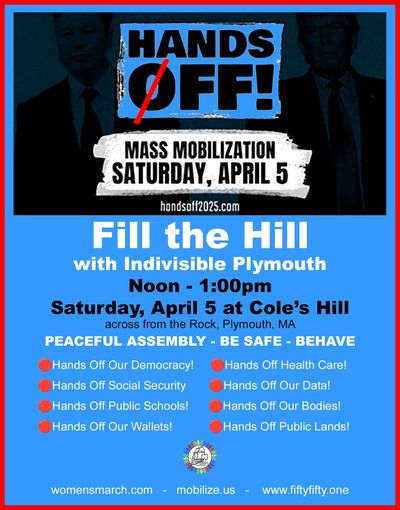 HANDS
OFF!
MASS MOBILIZATION
SATURDAY, APRIL 5
handsoff2025.com
Fill the Hill
with Indivisible Plymouth
Noon - 1:00pm
Saturday, April 5 at Cole's Hill
across from the Rock, Plymouth, MA
PEACEFUL ASSEMBLY - BE SAFE - BEHAVE
Hands Off Our Democracy! Hands Off Health Care!
Hands Off Social Security Hands Off Our Data!
Hands Off Public Schools! Hands Off Our Bodies!
Hands Off Our Wallets! Hands Off Public Lands!
womensmarch.com - mobilize.us - www.fiftyfifty.one